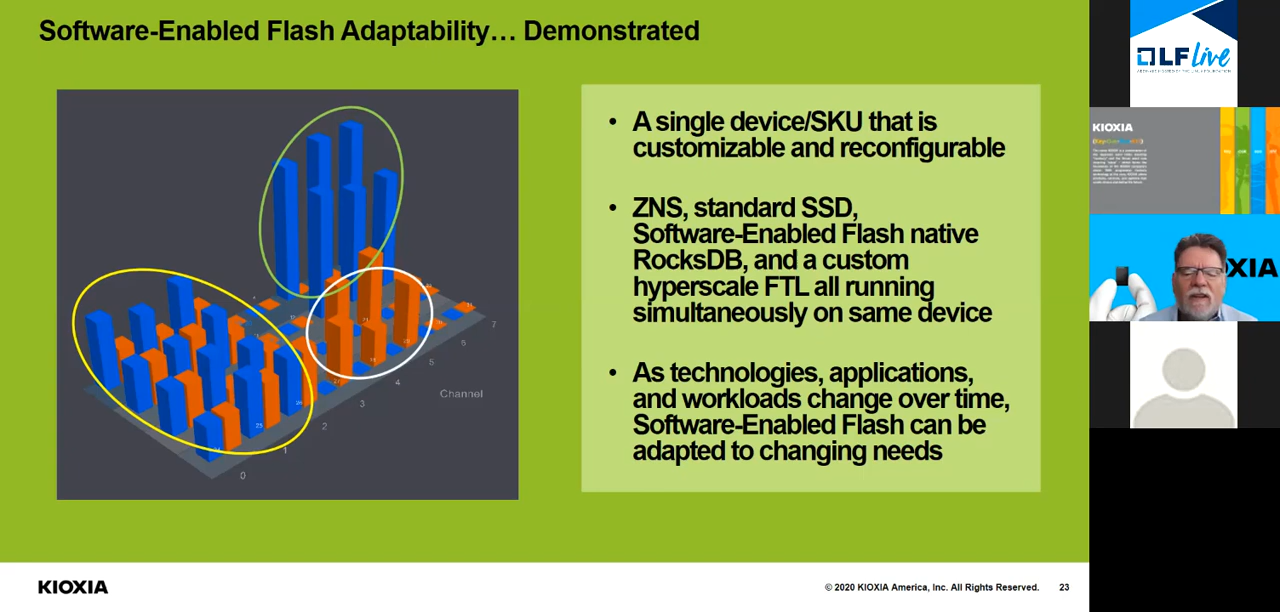 Software-Enabled Flash Adaptability… Demonstrated
• A single device/SKU that is
customizable and reconfigurable
• ZNS, standard SSD,
Software-Enabled Flash native
RocksDB, and a custom
hyperscale FTL all running
simultaneously on same device
• As technologies, applications,
and workloads change over time,
Software-Enabled Flash can be
adapted to changing needs
Channel
0
1
2
3
4
5
6
7
23
KIOXIA
© 2020 KIOXIA America, Inc. All Rights Reserved.
23
LF Live
KIOXIA
OXIA